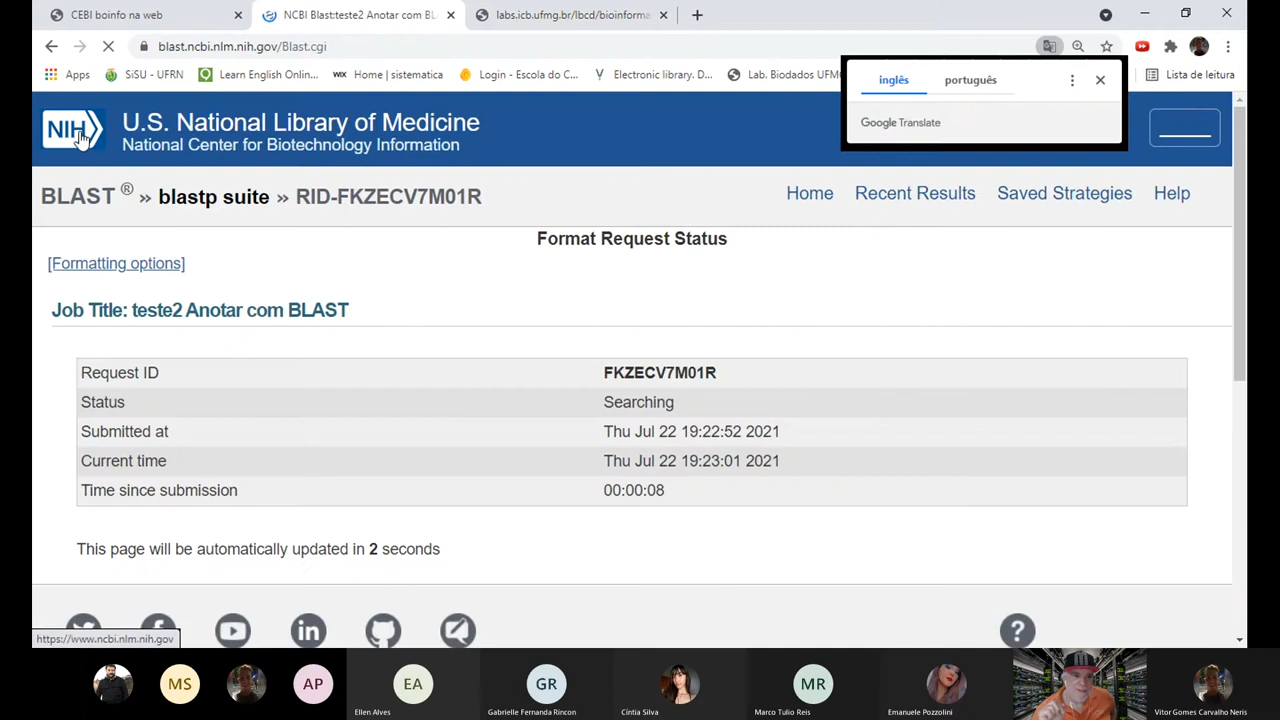 CEBI boinfo na web
NCBI Blast:teste2 Anotar com BL
labs.icb.ufmg.br/lbcd/bioinforma
blast.ncbi.nlm.nih.gov/Blast.cgi
Apps
SiSU - UFRN
Learn English Onlin...
WIX Home | sistematica
Login - Escola do C...
Electronic library. D...
Lab. Biodados UFM
Lista de leitura
inglês
português
Google Translate
NIH
U.S. National Library of Medicine
National Center for Biotechnology Information
BLAST ® » blastp suite » RID-FKZECV7M01R
Home
Recent Results
Saved Strategies
Help
Format Request Status
[Formatting options]
Job Title: teste2 Anotar com BLAST
Request ID FKZECV7M01R
Status Searching
Submitted at Thu Jul 22 19:22:52 2021
Current time Thu Jul 22 19:23:01 2021
Time since submission 00:00:08
This page will be automatically updated in 2 seconds
https://www.ncbi.nlm.nih.gov
MS
AP
EA
GR
MR
Ellen Alves
Gabrielle Fernanda Rincon
Cíntia Silva
Marco Tulio Reis
Emanuele Pozzolini
Vitor Gomes Carvalho Neris